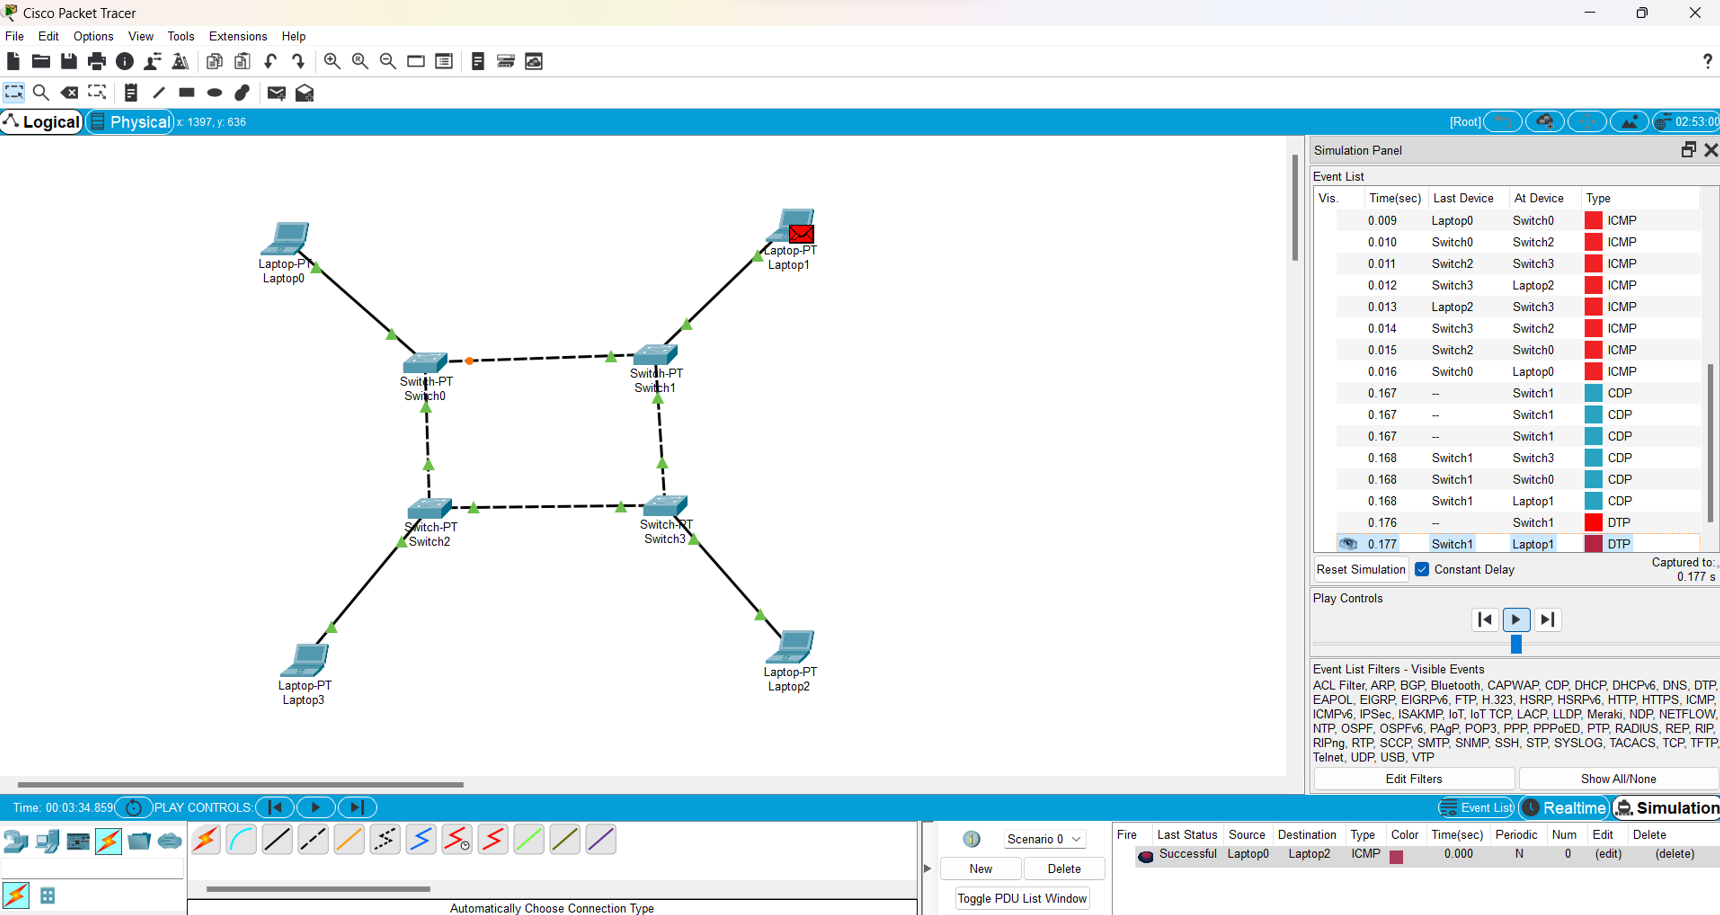 Cisco Packet Tracer
File Edit Options View Tools Extensions Help
?
Logical Physical x: 1397, y: 636 [Root] 02:53:00
Simulation Panel
Event List
Vis. Time(sec) Last Device At Device Type
0.009 Laptop0 Switch0 ICMP
0.010 Switch0 Switch2 ICMP
0.011 Switch2 Switch3 ICMP
0.012 Switch3 Laptop2 ICMP
0.013 Laptop2 Switch3 ICMP
0.014 Switch3 Switch2 ICMP
0.015 Switch2 Switch0 ICMP
0.016 Switch0 Laptop0 ICMP
0.167 -- Switch1 CDP
0.167 -- Switch1 CDP
0.167 -- Switch1 CDP
0.168 Switch1 Switch3 CDP
0.168 Switch1 Switch0 CDP
0.168 Switch1 Laptop1 CDP
0.176 -- Switch1 DTP
0.177 Switch1 Laptop1 DTP
Reset Simulation Constant Delay Captured to:
0.177 s
Play Controls
Event List Filters - Visible Events
ACL Filter, ARP, BGP, Bluetooth, CAPWAP, CDP, DHCP, DHCPv6, DNS, DTP,
EAPOL, EIGRP, EIGRPv6, FTP, H.323, HSRP, HSRPv6, HTTP, HTTPS, ICMP,
ICMPv6, IPSec, ISAKMP, IoT, IoT TCP, LACP, LLDP, Meraki, NDP, NETFLOW,
NTP, OSPF, OSPFv6, PAgP, POP3, PPP, PPPoED, PTP, RADIUS, REP, RIP,
RIPng, RTP, SCCP, SMTP, SNMP, SSH, STP, SYSLOG, TACACS, TCP, TFTP,
Telnet, UDP, USB, VTP
Edit Filters Show All/None
Laptop-PT
Laptop0
Laptop-PT
Laptop1
Switch-PT
Switch0
Switch-PT
Switch1
Switch-PT
Switch2
Switch-PT
Switch3
Laptop-PT
Laptop3
Laptop-PT
Laptop2
Time: 00:03:34.859 PLAY CONTROLS: Event List Realtime Simulation
Automatically Choose Connection Type
Scenario 0
New Delete
Toggle PDU List Window
Fire Last Status Source Destination Type Color Time(sec) Periodic Num Edit Delete
Successful Laptop0 Laptop2 ICMP 0.000 N 0 (edit) (delete)